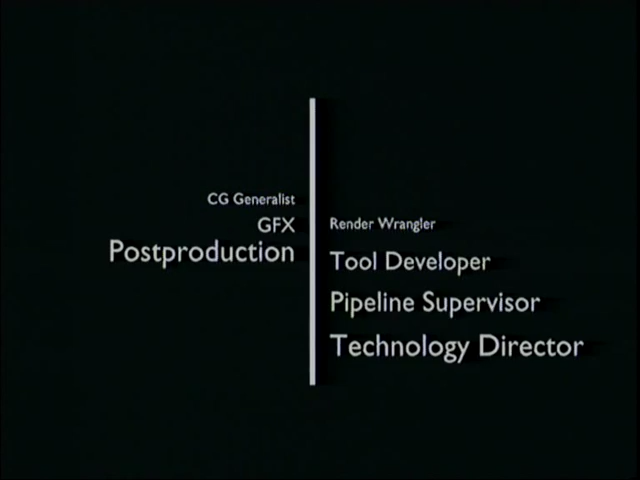 CG Generalist
GFX
Postproduction
Render Wrangler
Tool Developer
Pipeline Supervisor
Technology Director